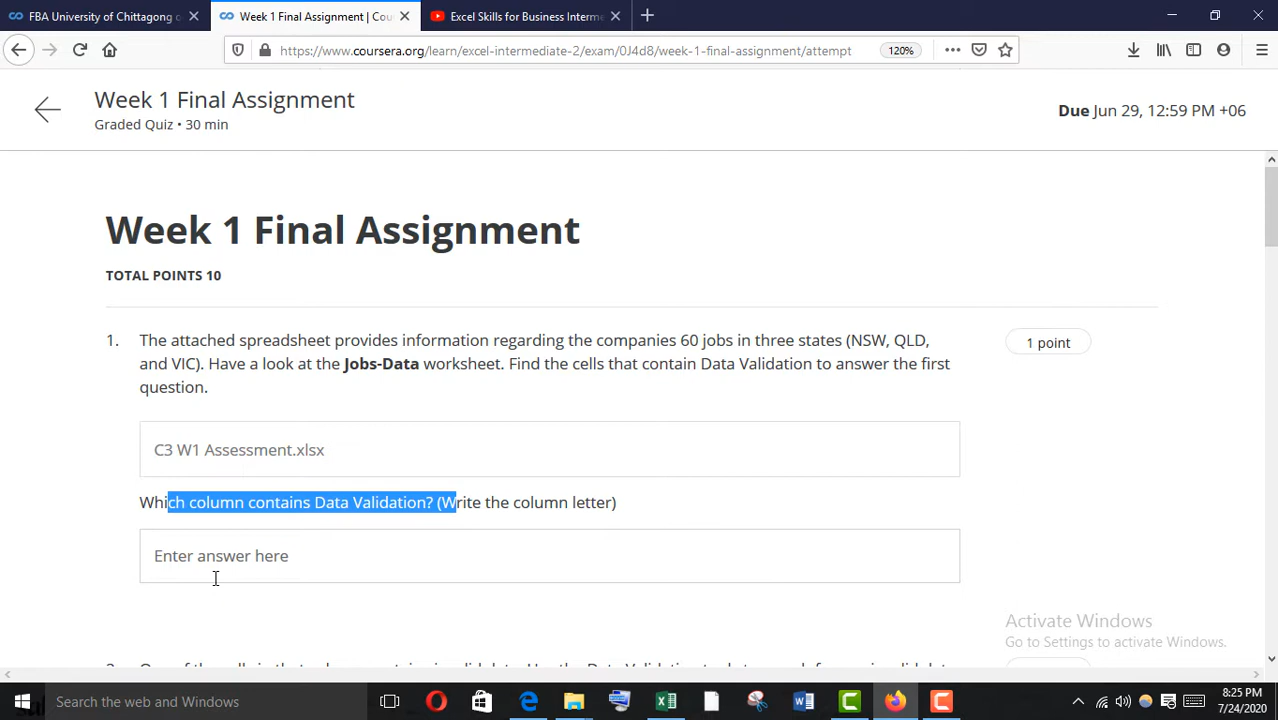 FBA University of Chittagong
Week 1 Final Assignment | Cou
Excel Skills for Business Interme
https://www.coursera.org/learn/excel-intermediate-2/exam/0J4d8/week-1-final-assignment/attempt
120%
Week 1 Final Assignment
Graded Quiz • 30 min
Due Jun 29, 12:59 PM +06
Week 1 Final Assignment
TOTAL POINTS 10
1. The attached spreadsheet provides information regarding the companies 60 jobs in three states (NSW, QLD,
and VIC). Have a look at the Jobs-Data worksheet. Find the cells that contain Data Validation to answer the first
question.
1 point
C3 W1 Assessment.xlsx
Which column contains Data Validation? (Write the column letter)
Enter answer here
Activate Windows
Go to Settings to activate Windows.
Search the web and Windows
8:25 PM
7/24/2020